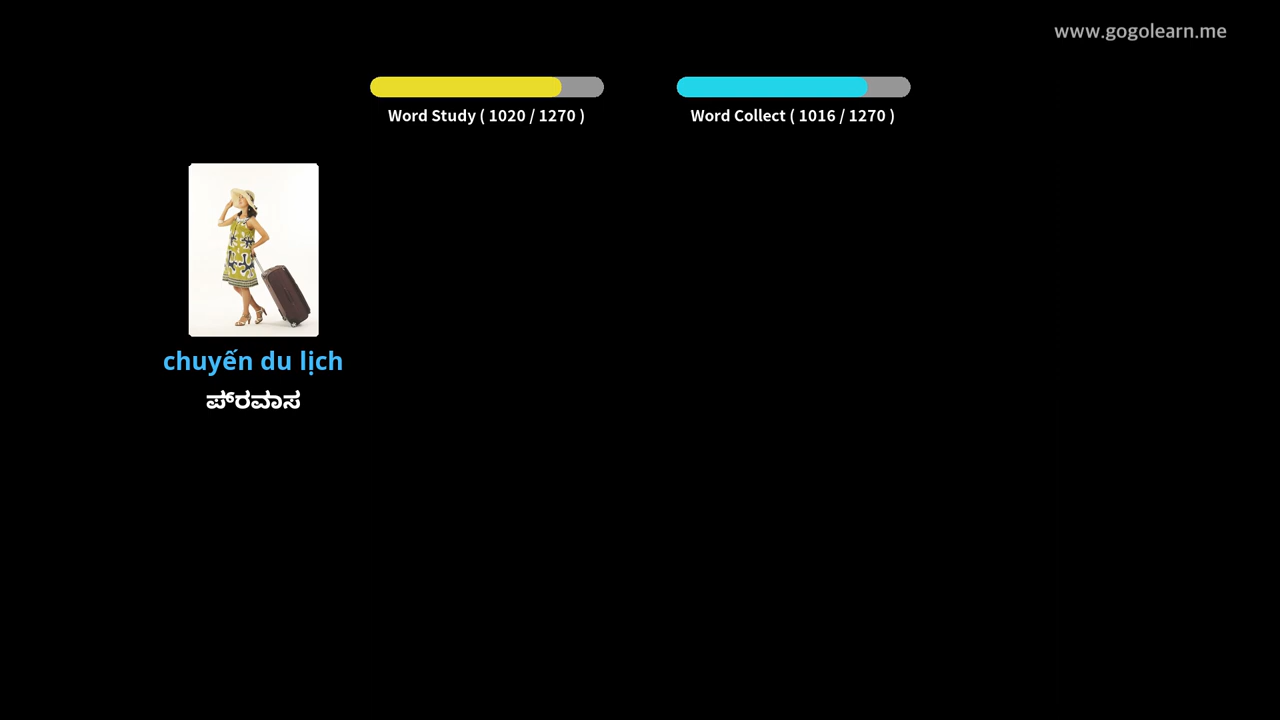 www.gogolearn.me
Word Study ( 1020 / 1270 )
Word Collect ( 1016 / 1270 )
chuyến du lịch
ಪ್ರವಾಸ